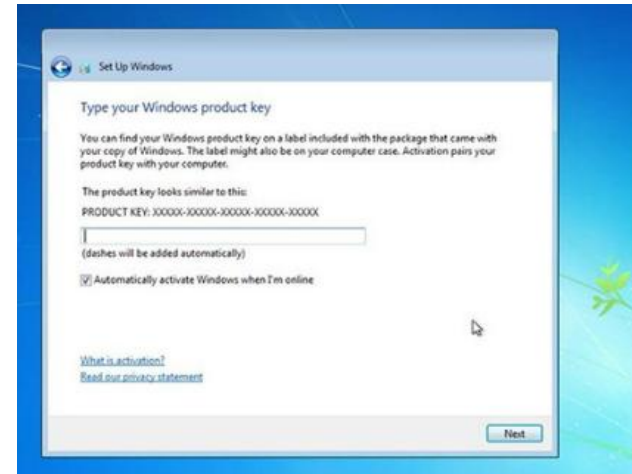 Set Up Windows
Type your Windows product key
You can find your Windows product key on a label included with the package that came with
your copy of Windows. The label might also be on your computer case. Activation pairs your
product key with your computer.
The product key looks similar to this:
PRODUCT KEY: XXXXX-XXXXX-XXXXX-XXXXX-XXXXX
(dashes will be added automatically)
Automatically activate Windows when I'm online
What is activation?
Read our privacy statement
Next